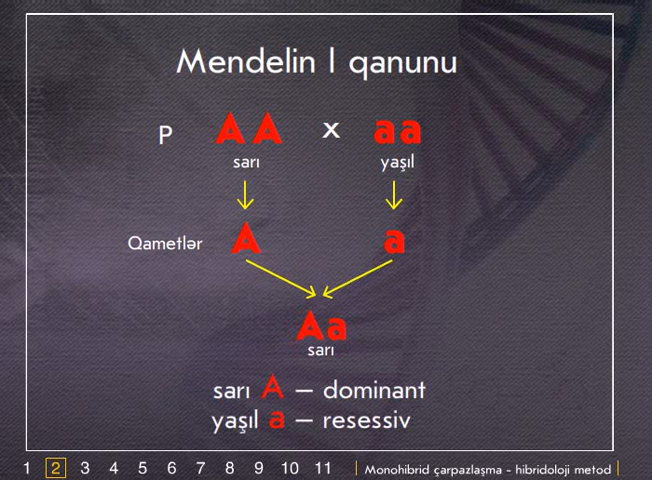 Mendelin I qanunu
P AA x aa
sarı yaşıl
Qametlər A a
Aa
sarı
sarı A – dominant
yaşıl a – resessiv
1 2 3 4 5 6 7 8 9 10 11 | Monohibrid çarpazlaşma - hibridoloji metod |